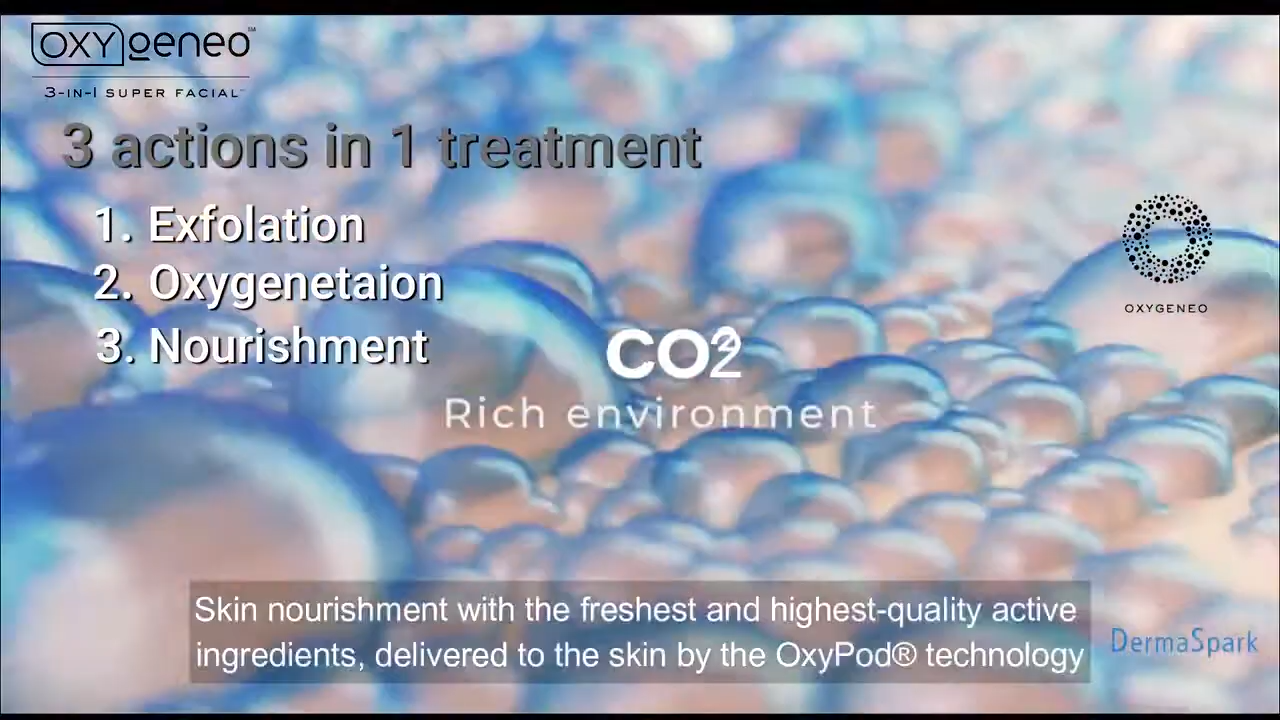 OXYgeneo™
3-IN-1 SUPER FACIAL™
3 actions in 1 treatment
1. Exfolation
2. Oxygenetaion
3. Nourishment
OXYGENEO
CO2
Rich environment
Skin nourishment with the freshest and highest-quality active
ingredients, delivered to the skin by the OxyPod® technology
DermaSpark